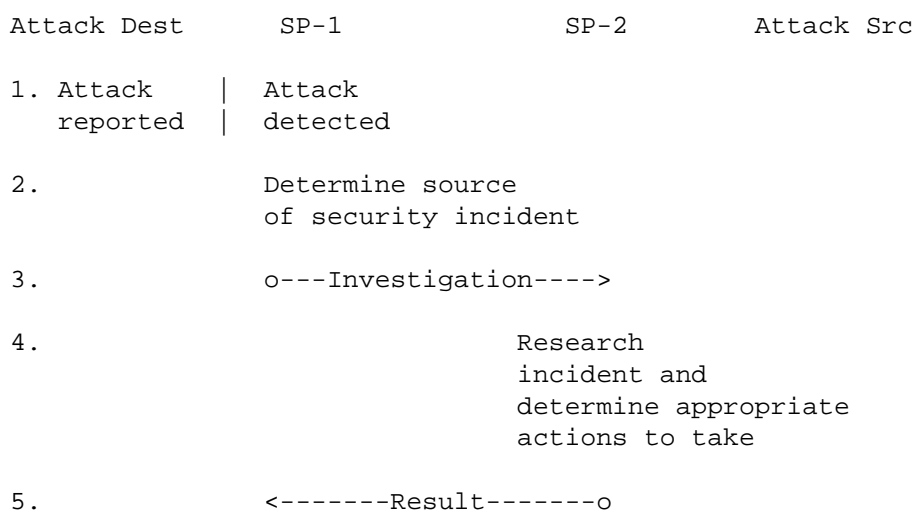 Attack Dest      SP-1              SP-2       Attack Src
1. Attack    |  Attack
   reported  |  detected
2.              Determine source
                of security incident
3.              o---Investigation---->
4.                              Research
                                incident and
                                determine appropriate
                                actions to take
5.              <-------Result-------o